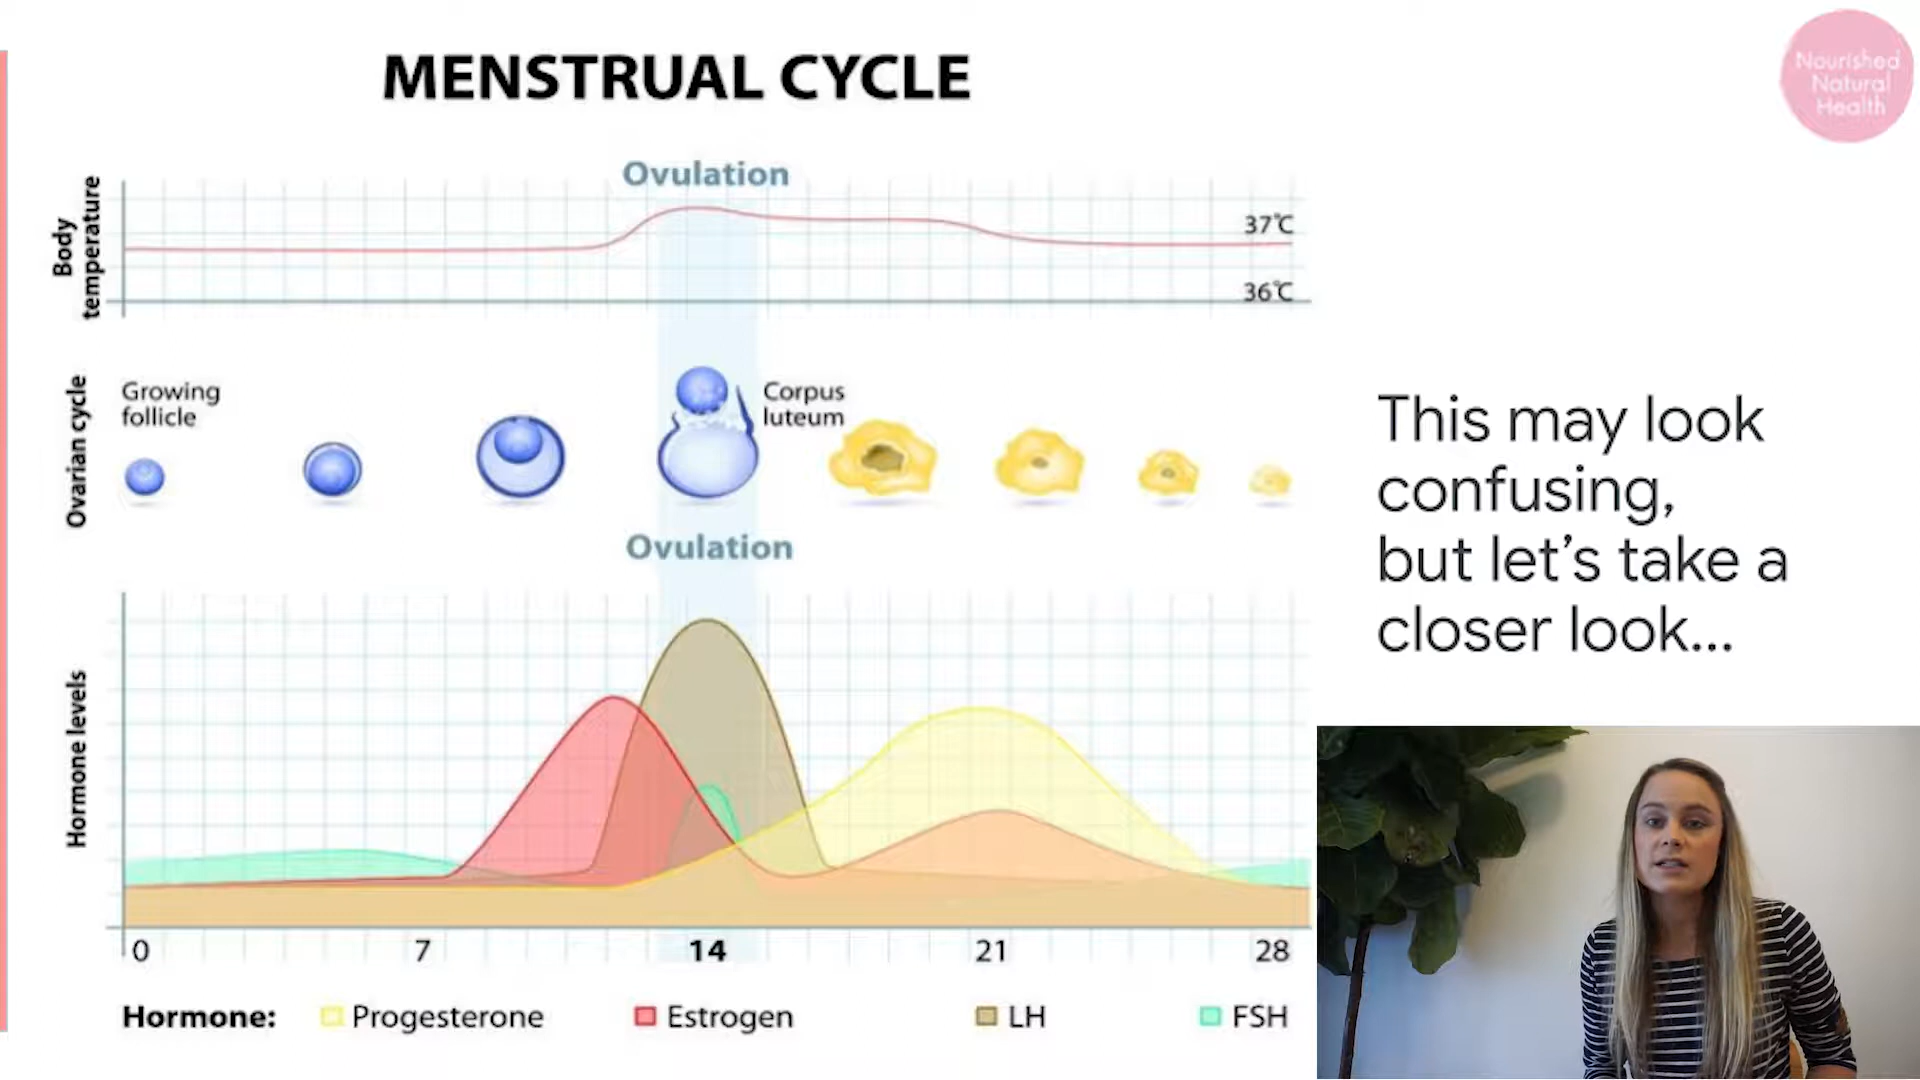 MENSTRUAL CYCLE
Nourished
Natural
Health
Ovulation
Body
temperature
37℃
36℃
Ovarian cycle
Growing
follicle
Corpus
luteum
Ovulation
Hormone levels
0 7 14 21 28
Hormone: Progesterone Estrogen LH FSH
This may look
confusing,
but let’s take a
closer look...